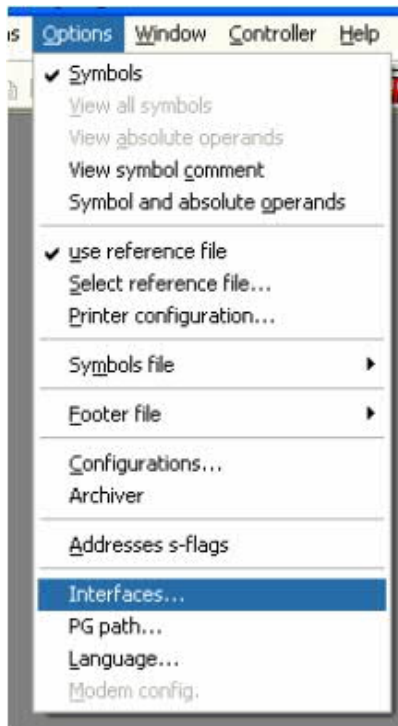 Options Window Controller Help
Symbols
View all symbols
View absolute operands
View symbol comment
Symbol and absolute operands
use reference file
Select reference file...
Printer configuration...
Symbols file
Footer file
Configurations...
Archiver
Addresses s-flags
Interfaces...
PG path...
Language...
Modem config.